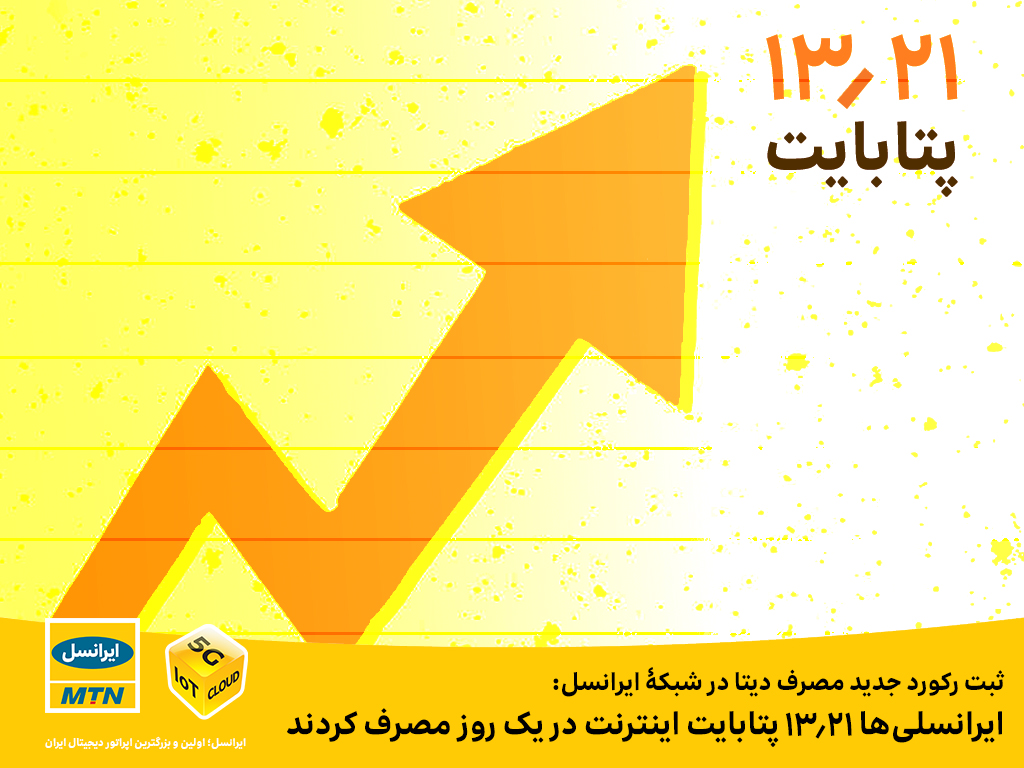 ۱۳٫۲۱
پتابایت
ثبت رکورد جدید مصرف دیتا در شبکهٔ ایرانسل:
ایرانسلی‌ها ۱۳٫۲۱ پتابایت اینترنت در یک روز مصرف کردند
ایرانسل
MTN
5G
IoT
CLOUD
ایرانسل؛ اولین و بزرگترین اپراتور دیجیتال ایران